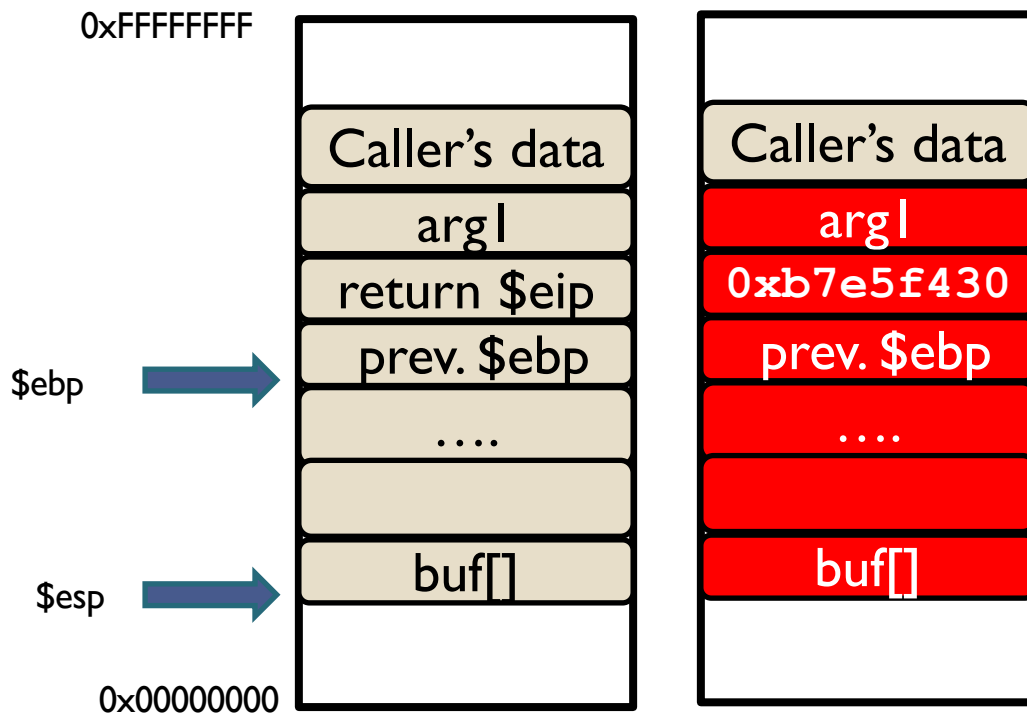 0xFFFFFFFF
Caller's data
arg1
return $eip
prev. $ebp
$ebp
....
buf[]
$esp
0x00000000
Caller's data
arg1
0xb7e5f430
prev. $ebp
....
buf[]